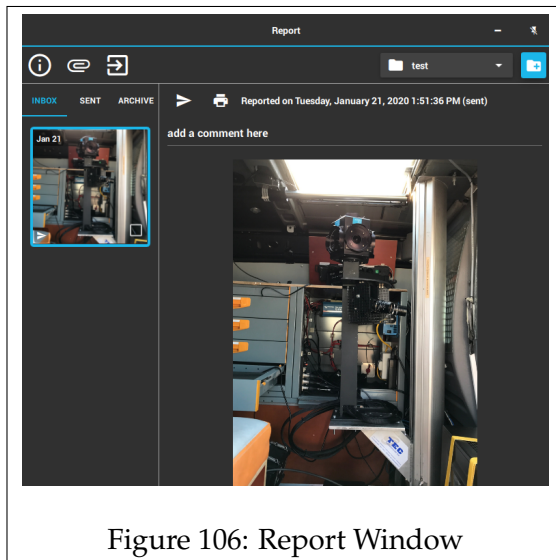 Report
test
INBOX SENT ARCHIVE
Reported on Tuesday, January 21, 2020 1:51:36 PM (sent)
add a comment here
Jan 21
TEC
Figure 106: Report Window